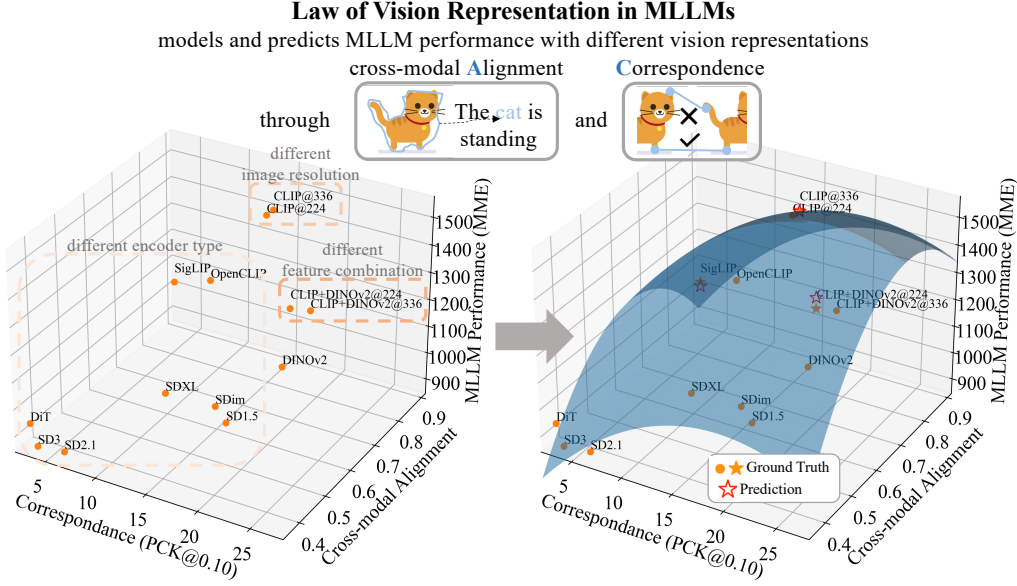 Law of Vision Representation in MLLMs
models and predicts MLLM performance with different vision representations
cross-modal Alignment
Correspondence
through
The cat is
standing
and
different
image resolution
CLIP@336
CLIP@224
different encoder type
different
feature combination
SigLIP
OpenCLIP
CLIP+DINOv2@224
CLIP+DINOv2@336
DINOv2
SDXL
SDim
SD1.5
DiT
SD3
SD2.1
1500
1400
1300
1200
1100
1000
900
MLLM Performance (MME)
0.9
0.8
0.7
0.6
0.5
0.4
Cross-modal Alignment
5
10
15
20
25
Correspondance (PCK@0.10)
CLIP@336
CLIP@224
SigLIP
OpenCLIP
CLIP+DINOv2@224
CLIP+DINOv2@336
DINOv2
SDXL
SDim
SD1.5
DiT
SD3
SD2.1
Ground Truth
Prediction
1500
1400
1300
1200
1100
1000
900
MLLM Performance (MME)
0.9
0.8
0.7
0.6
0.5
0.4
Cross-modal Alignment
5
10
15
20
25
Correspondance (PCK@0.10)